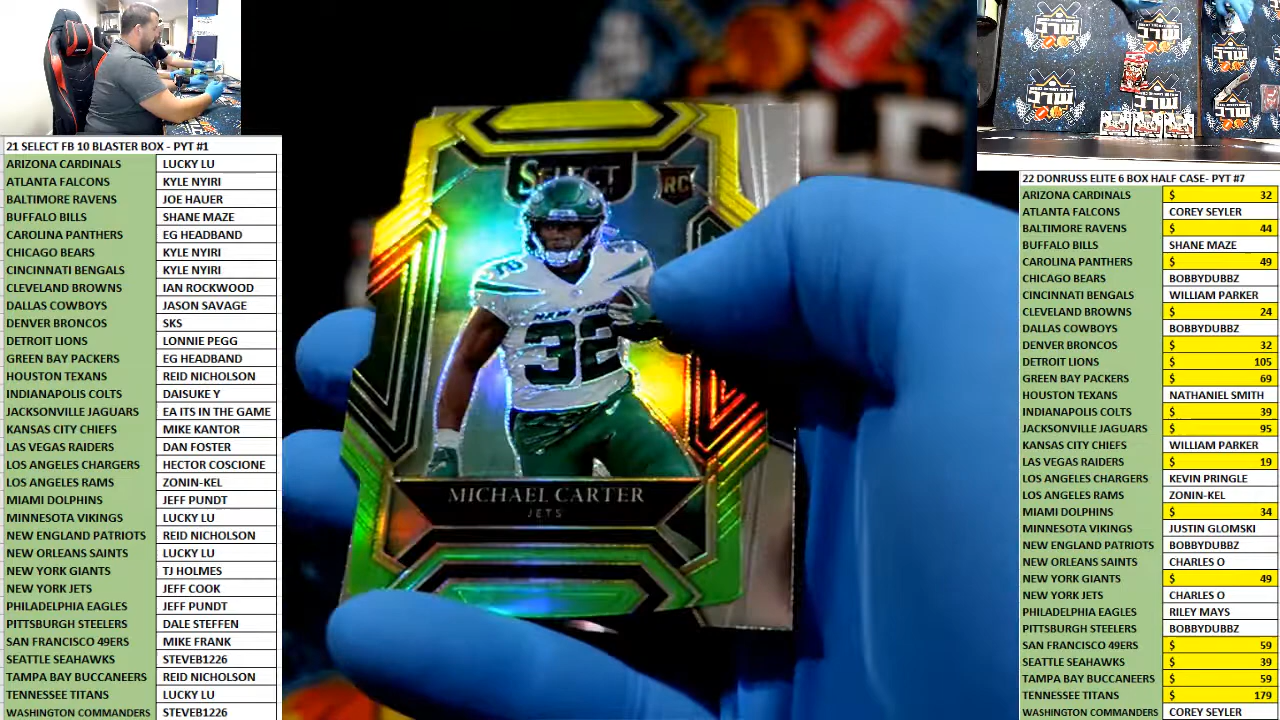 21 SELECT FB 10 BLASTER BOX - PYT #1
ARIZONA CARDINALS LUCKY LU
ATLANTA FALCONS KYLE NYIRI
BALTIMORE RAVENS JOE HAUER
BUFFALO BILLS SHANE MAZE
CAROLINA PANTHERS EG HEADBAND
CHICAGO BEARS KYLE NYIRI
CINCINNATI BENGALS KYLE NYIRI
CLEVELAND BROWNS IAN ROCKWOOD
DALLAS COWBOYS JASON SAVAGE
DENVER BRONCOS SKS
DETROIT LIONS LONNIE PEGG
GREEN BAY PACKERS EG HEADBAND
HOUSTON TEXANS REID NICHOLSON
INDIANAPOLIS COLTS DAISUKE Y
JACKSONVILLE JAGUARS EA ITS IN THE GAME
KANSAS CITY CHIEFS MIKE KANTOR
LAS VEGAS RAIDERS DAN FOSTER
LOS ANGELES CHARGERS HECTOR COSCIONE
LOS ANGELES RAMS ZONIN-KEL
MIAMI DOLPHINS JEFF PUNDT
MINNESOTA VIKINGS LUCKY LU
NEW ENGLAND PATRIOTS REID NICHOLSON
NEW ORLEANS SAINTS LUCKY LU
NEW YORK GIANTS TJ HOLMES
NEW YORK JETS JEFF COOK
PHILADELPHIA EAGLES JEFF PUNDT
PITTSBURGH STEELERS DALE STEFFEN
SAN FRANCISCO 49ERS MIKE FRANK
SEATTLE SEAHAWKS STEVEB1226
TAMPA BAY BUCCANEERS REID NICHOLSON
TENNESSEE TITANS LUCKY LU
WASHINGTON COMMANDERS STEVEB1226
SELECT
RC
32
MICHAEL CARTER
JETS
22 DONRUSS ELITE 6 BOX HALF CASE- PYT #7
ARIZONA CARDINALS $ 32
ATLANTA FALCONS COREY SEYLER
BALTIMORE RAVENS $ 44
BUFFALO BILLS SHANE MAZE
CAROLINA PANTHERS $ 49
CHICAGO BEARS BOBBYDUBBZ
CINCINNATI BENGALS WILLIAM PARKER
CLEVELAND BROWNS $ 24
DALLAS COWBOYS BOBBYDUBBZ
DENVER BRONCOS $ 32
DETROIT LIONS $ 105
GREEN BAY PACKERS $ 69
HOUSTON TEXANS NATHANIEL SMITH
INDIANAPOLIS COLTS $ 39
JACKSONVILLE JAGUARS $ 95
KANSAS CITY CHIEFS WILLIAM PARKER
LAS VEGAS RAIDERS $ 19
LOS ANGELES CHARGERS KEVIN PRINGLE
LOS ANGELES RAMS ZONIN-KEL
MIAMI DOLPHINS $ 34
MINNESOTA VIKINGS JUSTIN GLOMSKI
NEW ENGLAND PATRIOTS BOBBYDUBBZ
NEW ORLEANS SAINTS CHARLES O
NEW YORK GIANTS $ 49
NEW YORK JETS CHARLES O
PHILADELPHIA EAGLES RILEY MAYS
PITTSBURGH STEELERS BOBBYDUBBZ
SAN FRANCISCO 49ERS $ 59
SEATTLE SEAHAWKS $ 39
TAMPA BAY BUCCANEERS $ 59
TENNESSEE TITANS $ 179
WASHINGTON COMMANDERS COREY SEYLER